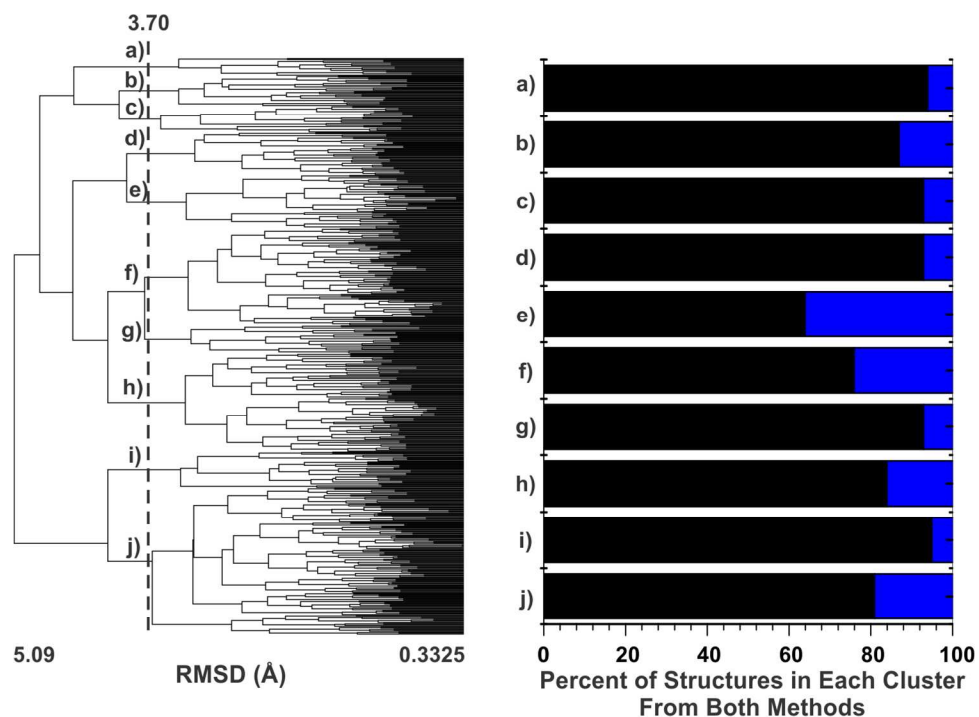 3.70
a)
b)
c)
d)
e)
f)
g)
h)
i)
j)
5.09
0.3325
RMSD (Å)
a)
b)
c)
d)
e)
f)
g)
h)
i)
j)
0 20 40 60 80 100
Percent of Structures in Each Cluster
From Both Methods